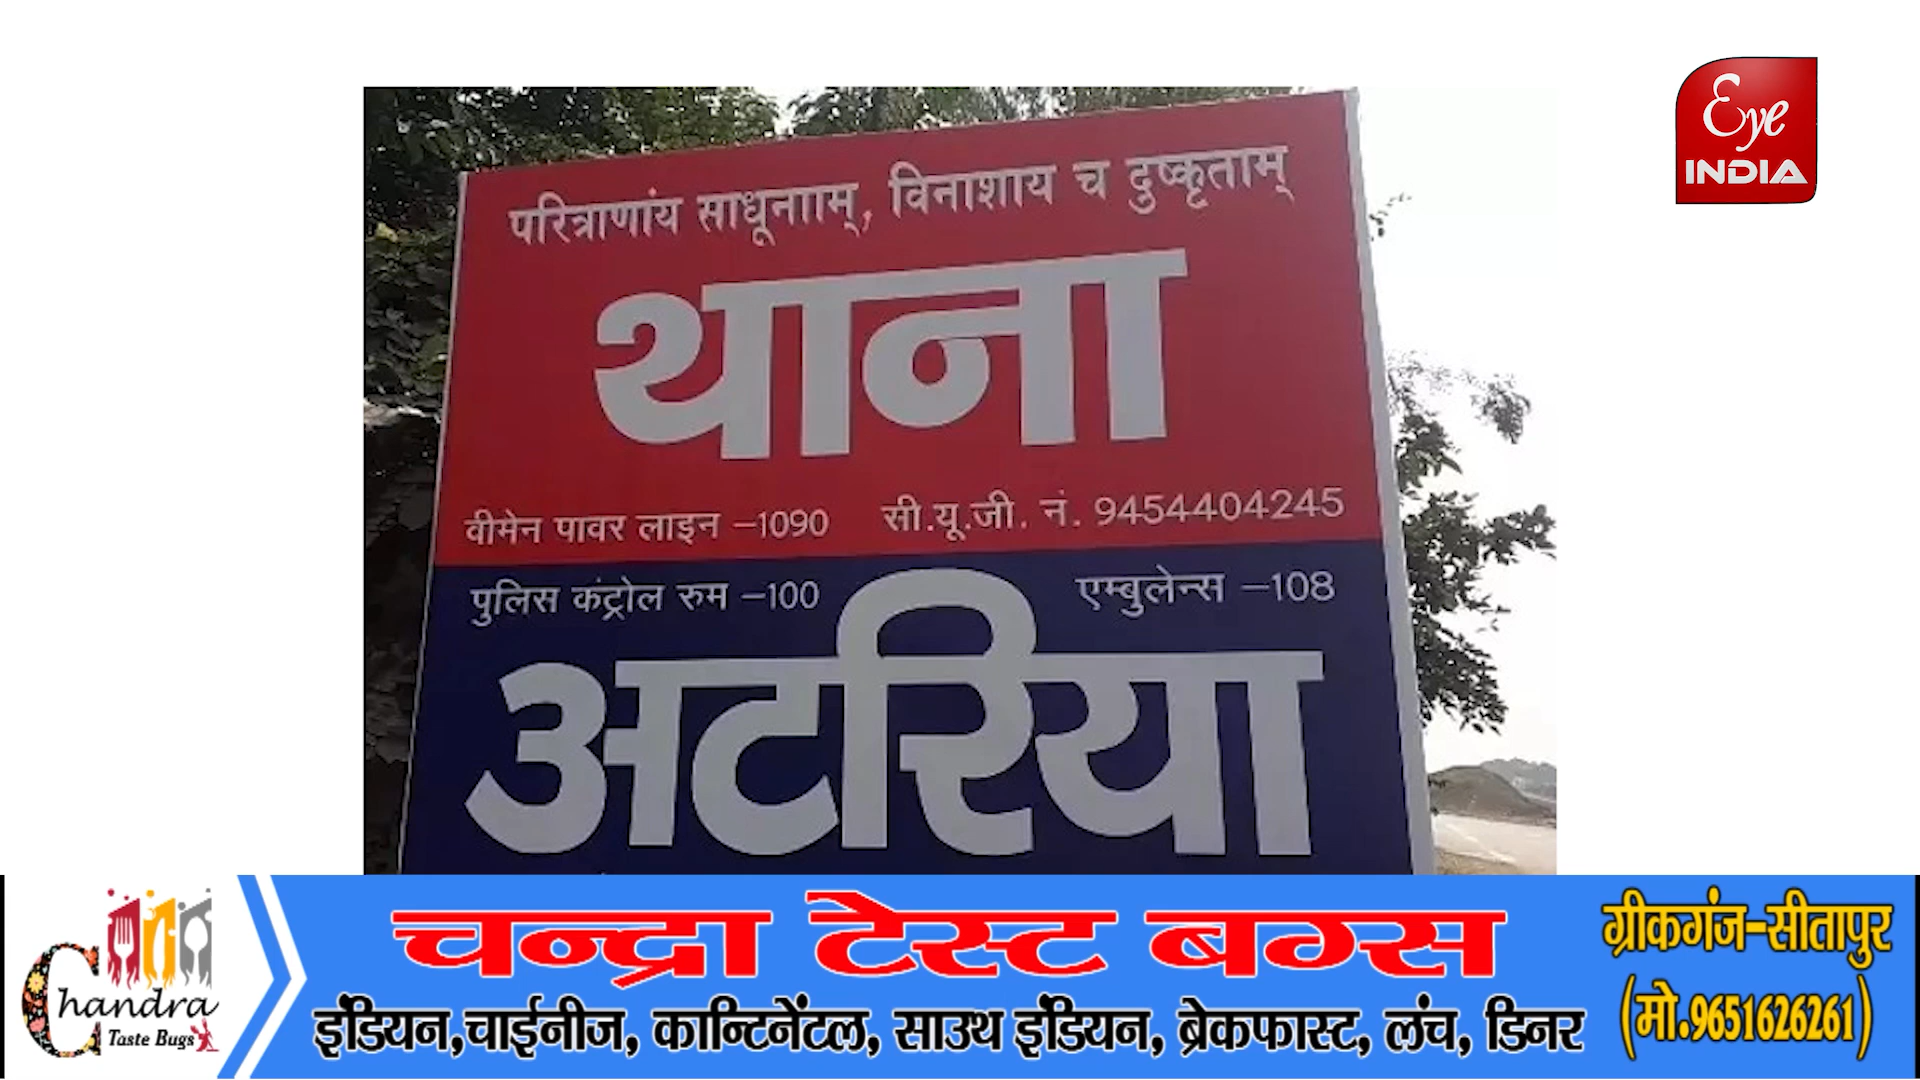 Eye
INDIA
परित्राणांय साधूनााम्, विनाशाय च दुष्कृताम्
थाना
वीमेन पावर लाइन –1090 सी.यू.जी. नं. 9454404245
पुलिस कंट्रोल रुम –100 एम्बुलेन्स –108
अटरिया
Chandra
Taste Bugs
चन्द्रा टेस्ट बग्स
इंडियन,चाईनीज, कान्टिनेंटल, साउथ इंडियन, ब्रेकफास्ट, लंच, डिनर
ग्रीकगंज-सीतापुर
(मो.9651626261)